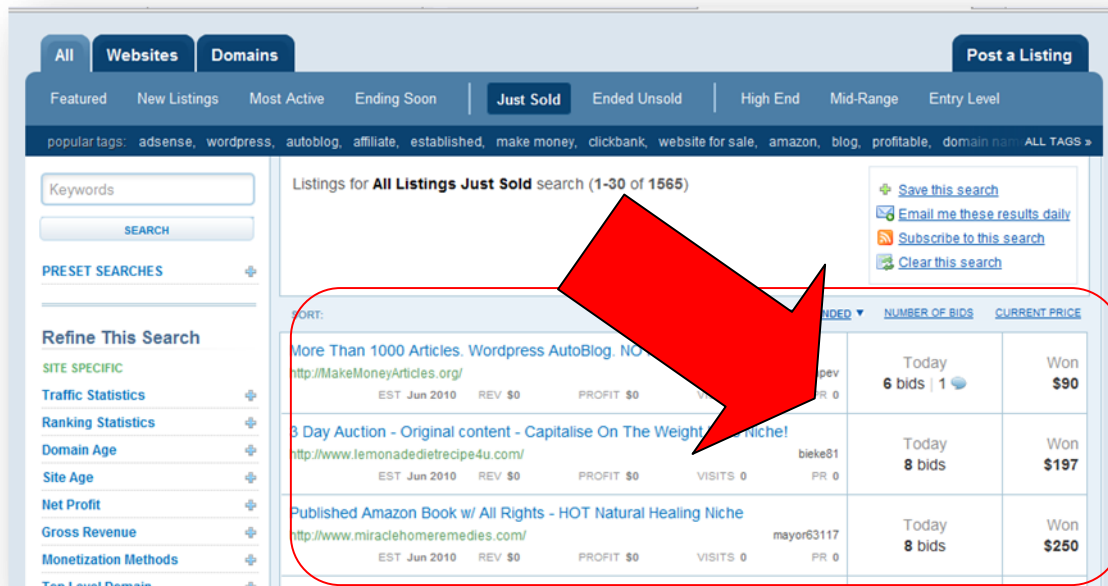 All Websites Domains Post a Listing
Featured New Listings Most Active Ending Soon Just Sold Ended Unsold High End Mid-Range Entry Level
popular tags: adsense, wordpress, autoblog, affiliate, established, make money, clickbank, website for sale, amazon, blog, profitable, domain nam ALL TAGS »
Keywords
SEARCH
PRESET SEARCHES
Refine This Search
SITE SPECIFIC
Traffic Statistics
Ranking Statistics
Domain Age
Site Age
Net Profit
Gross Revenue
Monetization Methods
Top Level Domain
Listings for All Listings Just Sold search (1-30 of 1565)
Save this search
Email me these results daily
Subscribe to this search
Clear this search
SORT: NUMBER OF BIDS CURRENT PRICE
More Than 1000 Articles. Wordpress AutoBlog. NO
http://MakeMoneyArticles.org/
EST Jun 2010 REV $0 PROFIT $0 PR 0
Today
6 bids | 1
Won
$90
3 Day Auction - Original content - Capitalise On The Weight Niche!
http://www.lemonadedietrecipe4u.com/ bieke81
EST Jun 2010 REV $0 PROFIT $0 VISITS 0 PR 0
Today
8 bids
Won
$197
Published Amazon Book w/ All Rights - HOT Natural Healing Niche
http://www.miraclehomeremedies.com/ mayor63117
EST Jun 2010 REV $0 PROFIT $0 VISITS 0 PR 0
Today
8 bids
Won
$250